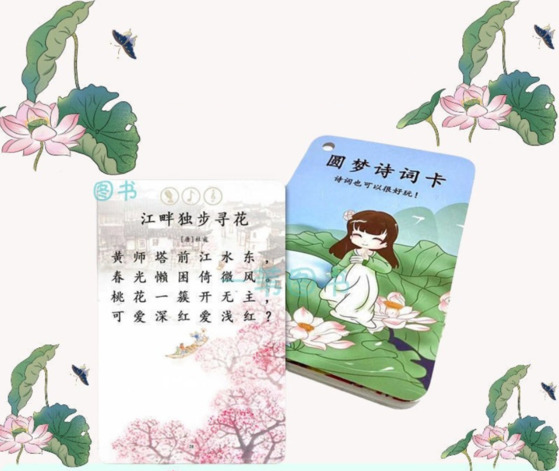 图书
江畔独步寻花
[唐]杜甫
黄师塔前江水东，
春光懒困倚微风。
桃花一簇开无主，
可爱深红爱浅红？
圆梦诗词卡
诗词也可以很好玩！